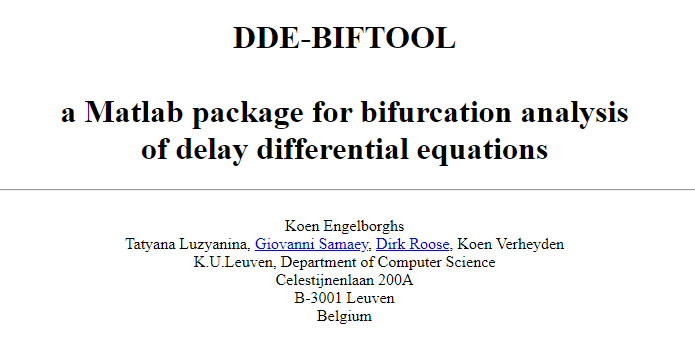 DDE-BIFTOOL
a Matlab package for bifurcation analysis
of delay differential equations
Koen Engelborghs
Tatyana Luzyanina, Giovanni Samaey, Dirk Roose, Koen Verheyden
K.U.Leuven, Department of Computer Science
Celestijnenlaan 200A
B-3001 Leuven
Belgium